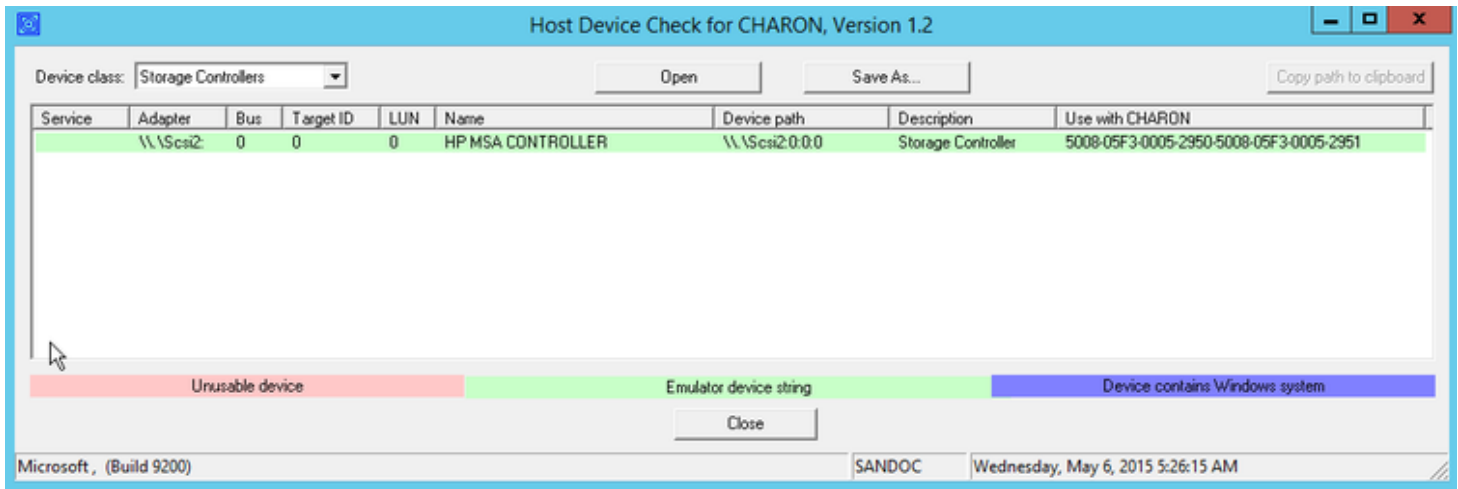 Host Device Check for CHARON, Version 1.2
Device class: Storage Controllers Open Save As... Copy path to clipboard
Service Adapter Bus Target ID LUN Name Device path Description Use with CHARON
\\.\Scsi2: 0 0 0 HP MSA CONTROLLER \\.\Scsi2:0:0:0 Storage Controller 5008-05F3-0005-2950-5008-05F3-0005-2951
Unusable device Emulator device string Device contains Windows system
Close
Microsoft , (Build 9200) SANDOC Wednesday, May 6, 2015 5:26:15 AM